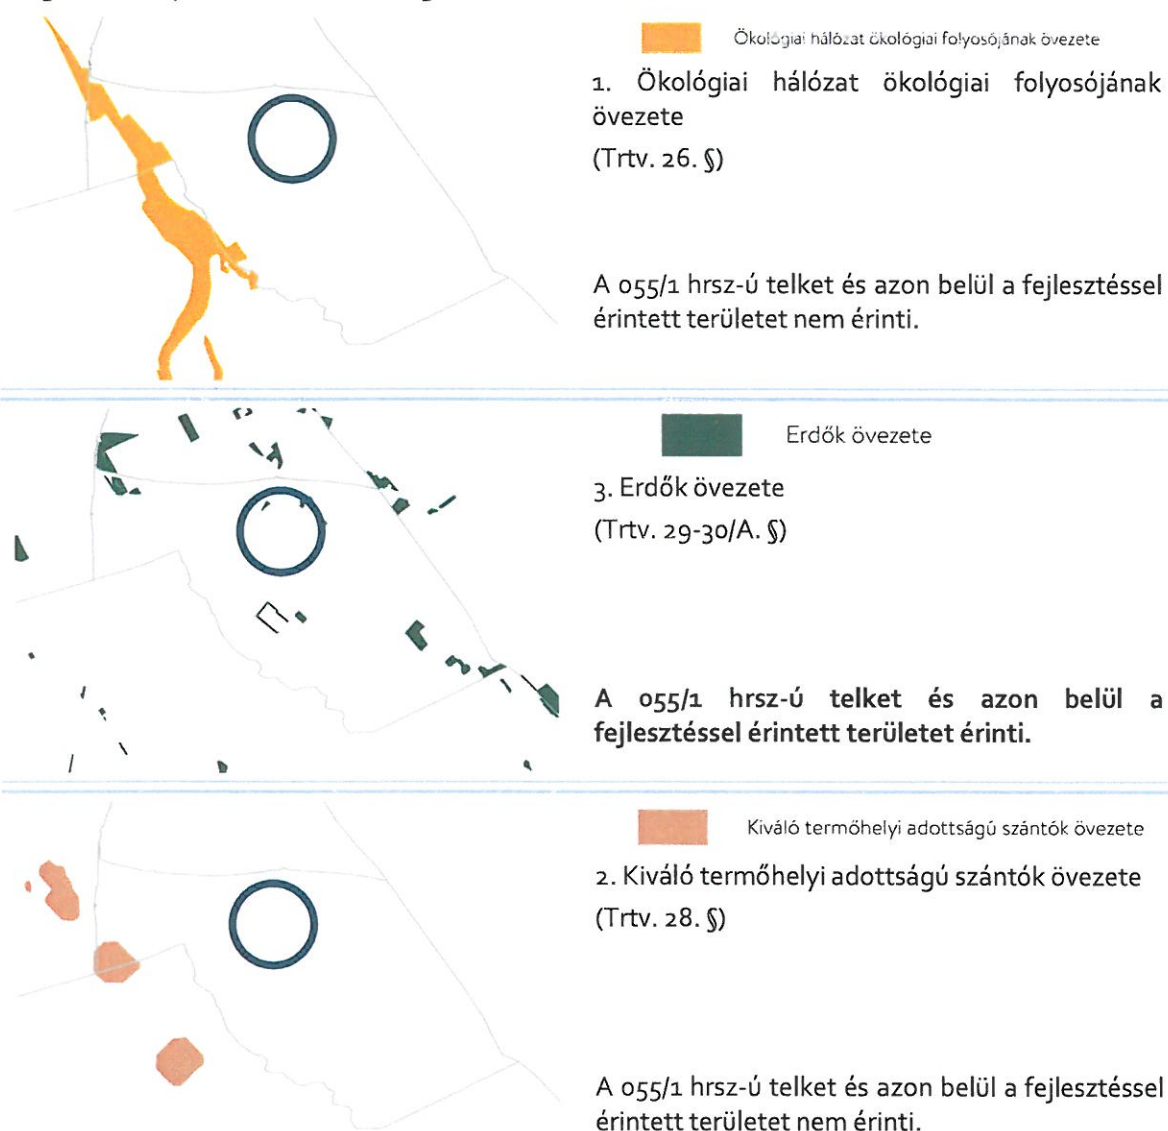 Ökológiai hálózat ökológiai folyosójának övezete
1. Ökológiai hálózat ökológiai folyosójának
övezete
(Trtv. 26. §)
A 055/1 hrsz-ú telket és azon belül a fejlesztéssel
érintett területet nem érinti.
Erdők övezete
3. Erdők övezete
(Trtv. 29-30/A. §)
A 055/1 hrsz-ú telket és azon belül a
fejlesztéssel érintett területet érinti.
Kiváló termőhelyi adottságú szántók övezete
2. Kiváló termőhelyi adottságú szántók övezete
(Trtv. 28. §)
A 055/1 hrsz-ú telket és azon belül a fejlesztéssel
érintett területet nem érinti.